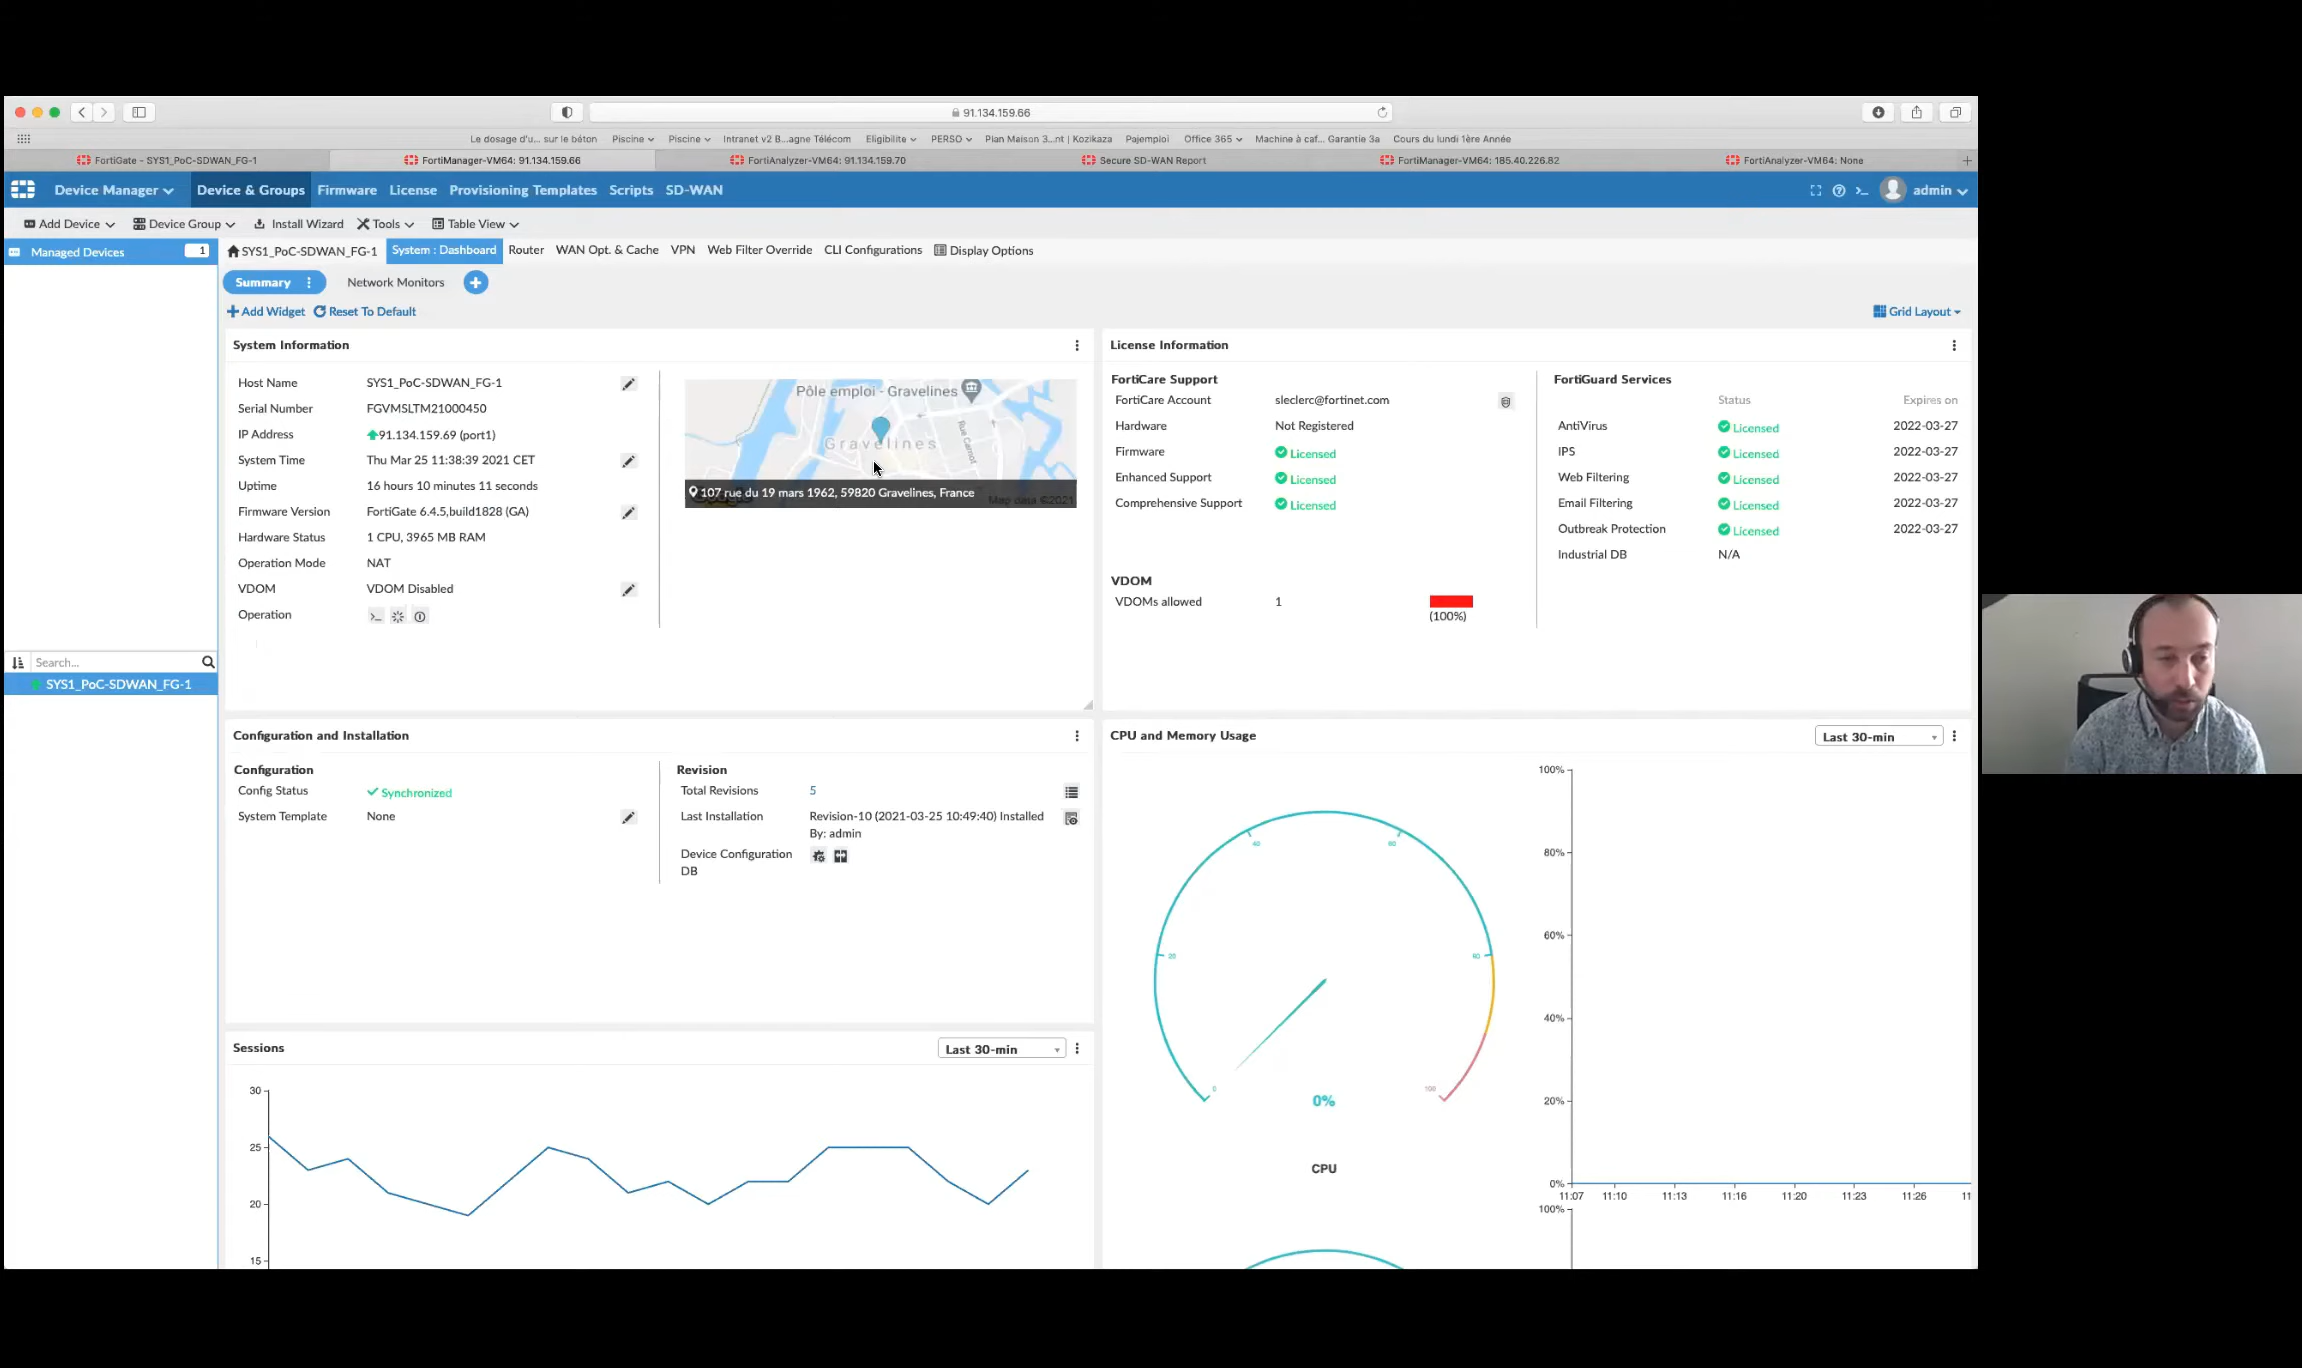 91.134.159.66
Le dosage d'u... sur le béton Piscine Piscine Intranet v2 B...agne Télécom Eligibilite PERSO Plan Maison 3...nt | Kozikaza Pajemploi Office 365 Machine à caf... Garantie 3a Cours du lundi 1ère Année
FortiGate - SYS1_PoC-SDWAN_FG-1 FortiManager-VM64: 91.134.159.66 FortiAnalyzer-VM64: 91.134.159.70 Secure SD-WAN Report FortiManager-VM64: 185.40.226.82 FortiAnalyzer-VM64: None
Device Manager Device & Groups Firmware License Provisioning Templates Scripts SD-WAN admin
Add Device Device Group Install Wizard Tools Table View
Managed Devices 1
SYS1_PoC-SDWAN_FG-1 System : Dashboard Router WAN Opt. & Cache VPN Web Filter Override CLI Configurations Display Options
Summary Network Monitors
Add Widget Reset To Default Grid Layout
Search...
SYS1_PoC-SDWAN_FG-1
System Information
Host Name SYS1_PoC-SDWAN_FG-1
Serial Number FGVMSLTM21000450
IP Address 91.134.159.69 (port1)
System Time Thu Mar 25 11:38:39 2021 CET
Uptime 16 hours 10 minutes 11 seconds
Firmware Version FortiGate 6.4.5,build1828 (GA)
Hardware Status 1 CPU, 3965 MB RAM
Operation Mode NAT
VDOM VDOM Disabled
Operation
Pôle emploi - Gravelines
Gravelines
Rue Carnot
107 rue du 19 mars 1962, 59820 Gravelines, France
Map data ©2021
License Information
FortiCare Support
FortiCare Account sleclerc@fortinet.com
Hardware Not Registered
Firmware Licensed
Enhanced Support Licensed
Comprehensive Support Licensed
VDOM
VDOMs allowed 1
(100%)
FortiGuard Services
Status Expires on
AntiVirus Licensed 2022-03-27
IPS Licensed 2022-03-27
Web Filtering Licensed 2022-03-27
Email Filtering Licensed 2022-03-27
Outbreak Protection Licensed 2022-03-27
Industrial DB N/A
Configuration and Installation
Configuration
Config Status Synchronized
System Template None
Revision
Total Revisions 5
Last Installation Revision-10 (2021-03-25 10:49:40) Installed
By: admin
Device Configuration
DB
CPU and Memory Usage Last 30-min
20
40
60
80
100
0
0%
CPU
100%
80%
60%
40%
20%
0%
11:07 11:10 11:13 11:16 11:20 11:23 11:26 11
100%
Sessions Last 30-min
30
25
20
15